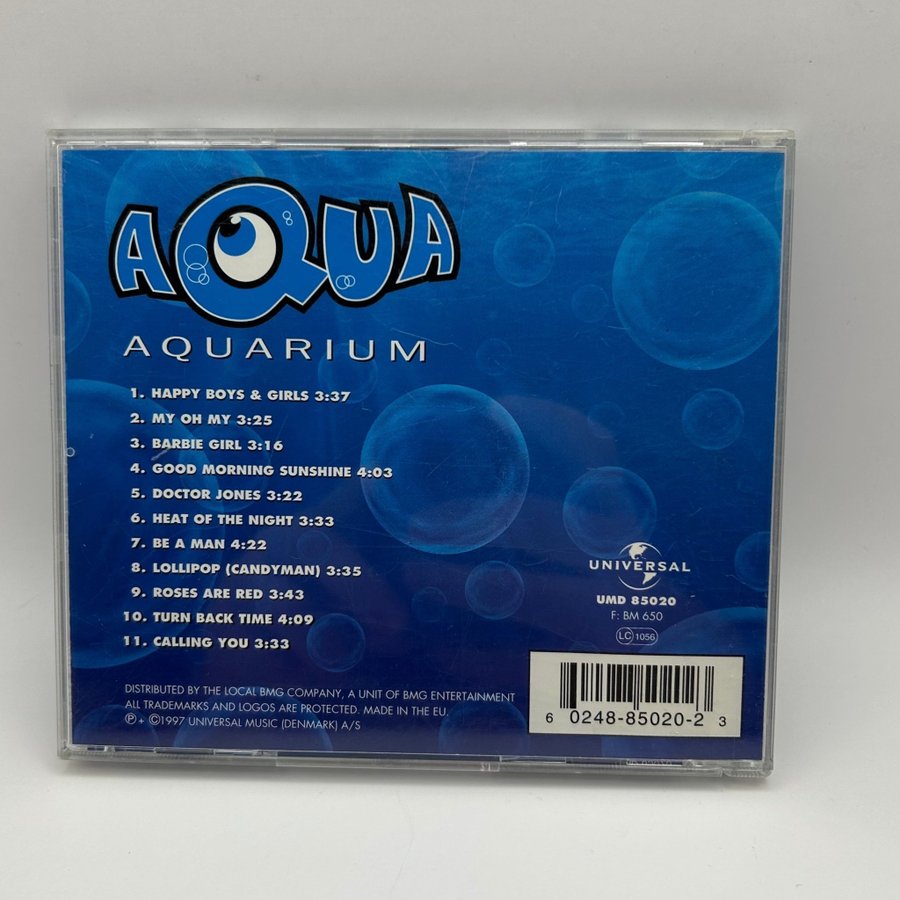 AQUA
AQUARIUM
1. HAPPY BOYS & GIRLS 3:37
2. MY OH MY 3:25
3. BARBIE GIRL 3:16
4. GOOD MORNING SUNSHINE 4:03
5. DOCTOR JONES 3:22
6. HEAT OF THE NIGHT 3:33
7. BE A MAN 4:22
8. LOLLIPOP (CANDYMAN) 3:35
9. ROSES ARE RED 3:43
10. TURN BACK TIME 4:09
11. CALLING YOU 3:33
UNIVERSAL
UMD 85020
F: BM 650
LC 1056
DISTRIBUTED BY THE LOCAL BMG COMPANY, A UNIT OF BMG ENTERTAINMENT
ALL TRADEMARKS AND LOGOS ARE PROTECTED. MADE IN THE EU.
℗ + ©1997 UNIVERSAL MUSIC (DENMARK) A/S
6 0248-85020-2 3